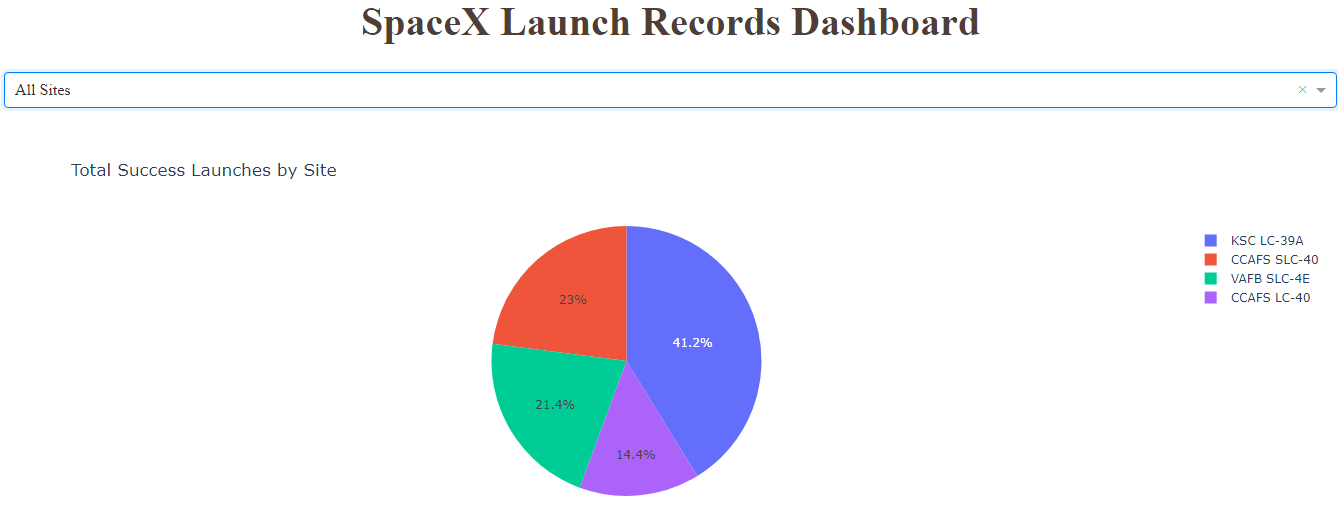 SpaceX Launch Records Dashboard
All Sites
Total Success Launches by Site
KSC LC-39A
CCAFS SLC-40
VAFB SLC-4E
CCAFS LC-40
23%
41.2%
21.4%
14.4%